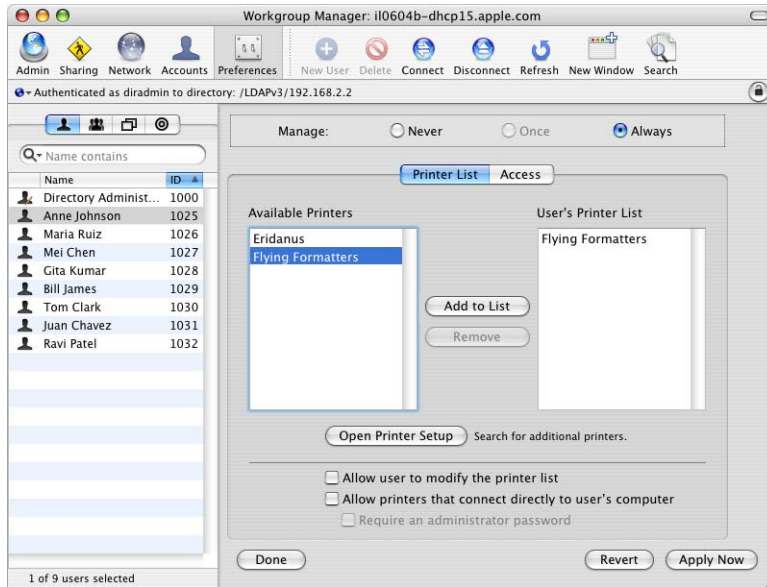 Workgroup Manager: il0604b-dhcp15.apple.com
Admin Sharing Network Accounts Preferences New User Delete Connect Disconnect Refresh New Window Search
Authenticated as diradmin to directory: /LDAPv3/192.168.2.2
Name contains
Name ID
Directory Administ... 1000
Anne Johnson 1025
Maria Ruiz 1026
Mei Chen 1027
Gita Kumar 1028
Bill James 1029
Tom Clark 1030
Juan Chavez 1031
Ravi Patel 1032
1 of 9 users selected
Manage: Never Once Always
Printer List Access
Available Printers
Eridanus
Flying Formatters
Add to List
Remove
User's Printer List
Flying Formatters
Open Printer Setup Search for additional printers.
Allow user to modify the printer list
Allow printers that connect directly to user's computer
Require an administrator password
Done Revert Apply Now